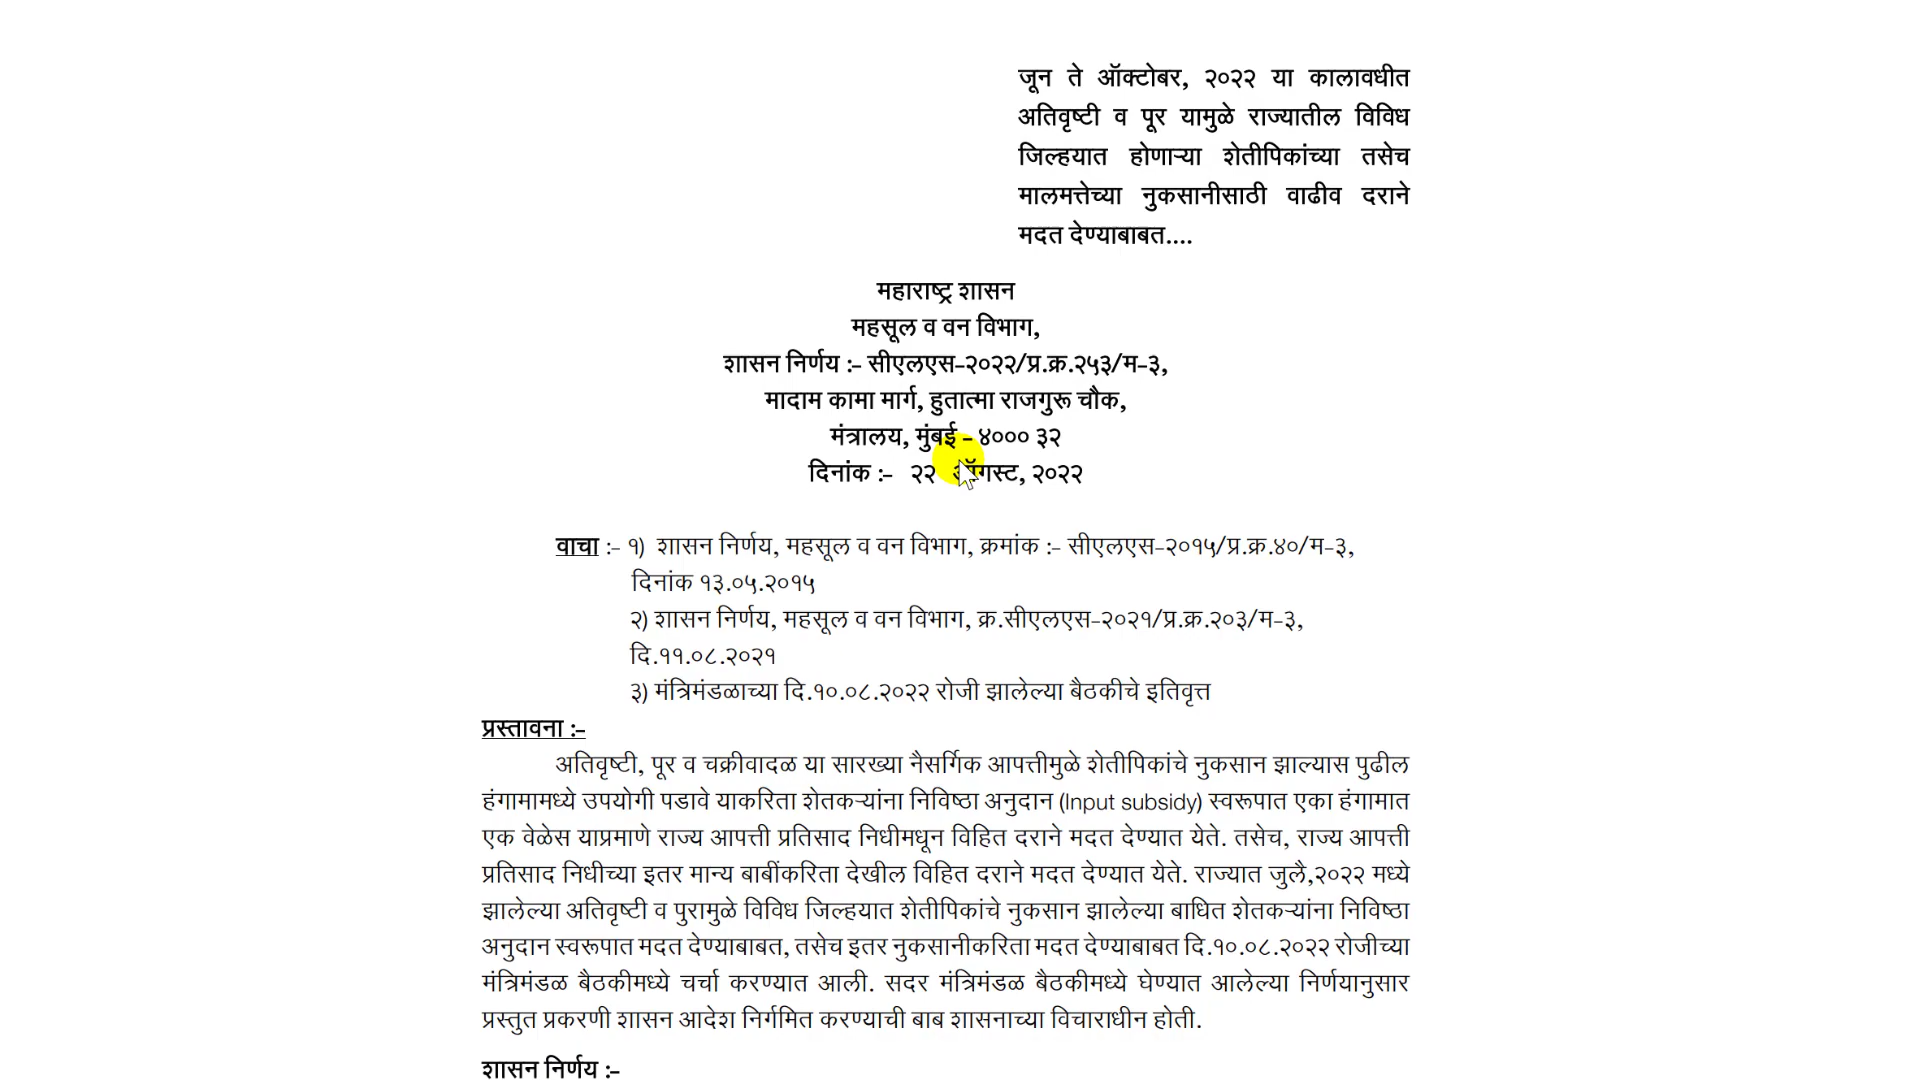 जून ते ऑक्टोबर, २०२२ या कालावधीत
अतिवृष्टी व पूर यामुळे राज्यातील विविध
जिल्हयात होणाऱ्या शेतीपिकांच्या तसेच
मालमत्तेच्या नुकसानीसाठी वाढीव दराने
मदत देण्याबाबत....
महाराष्ट्र शासन
महसूल व वन विभाग,
शासन निर्णय :- सीएलएस-२०२२/प्र.क्र.२५३/म-३,
मादाम कामा मार्ग, हुतात्मा राजगुरू चौक,
मंत्रालय, मुंबई - ४००० ३२
दिनांक :- २२ ऑगस्ट, २०२२
वाचा :- १) शासन निर्णय, महसूल व वन विभाग, क्रमांक :- सीएलएस-२०१५/प्र.क्र.४०/म-३,
दिनांक १३.०५.२०१५
२) शासन निर्णय, महसूल व वन विभाग, क्र.सीएलएस-२०२१/प्र.क्र.२०३/म-३,
दि.११.०८.२०२१
३) मंत्रिमंडळाच्या दि.१०.०८.२०२२ रोजी झालेल्या बैठकीचे इतिवृत्त
प्रस्तावना :-
अतिवृष्टी, पूर व चक्रीवादळ या सारख्या नैसर्गिक आपत्तीमुळे शेतीपिकांचे नुकसान झाल्यास पुढील
हंगामामध्ये उपयोगी पडावे याकरिता शेतकऱ्यांना निविष्ठा अनुदान (Input subsidy) स्वरूपात एका हंगामात
एक वेळेस याप्रमाणे राज्य आपत्ती प्रतिसाद निधीमधून विहित दराने मदत देण्यात येते. तसेच, राज्य आपत्ती
प्रतिसाद निधीच्या इतर मान्य बाबींकरिता देखील विहित दराने मदत देण्यात येते. राज्यात जुलै,२०२२ मध्ये
झालेल्या अतिवृष्टी व पुरामुळे विविध जिल्हयात शेतीपिकांचे नुकसान झालेल्या बाधित शेतकऱ्यांना निविष्ठा
अनुदान स्वरूपात मदत देण्याबाबत, तसेच इतर नुकसानीकरिता मदत देण्याबाबत दि.१०.०८.२०२२ रोजीच्या
मंत्रिमंडळ बैठकीमध्ये चर्चा करण्यात आली. सदर मंत्रिमंडळ बैठकीमध्ये घेण्यात आलेल्या निर्णयानुसार
प्रस्तुत प्रकरणी शासन आदेश निर्गमित करण्याची बाब शासनाच्या विचाराधीन होती.
शासन निर्णय :-